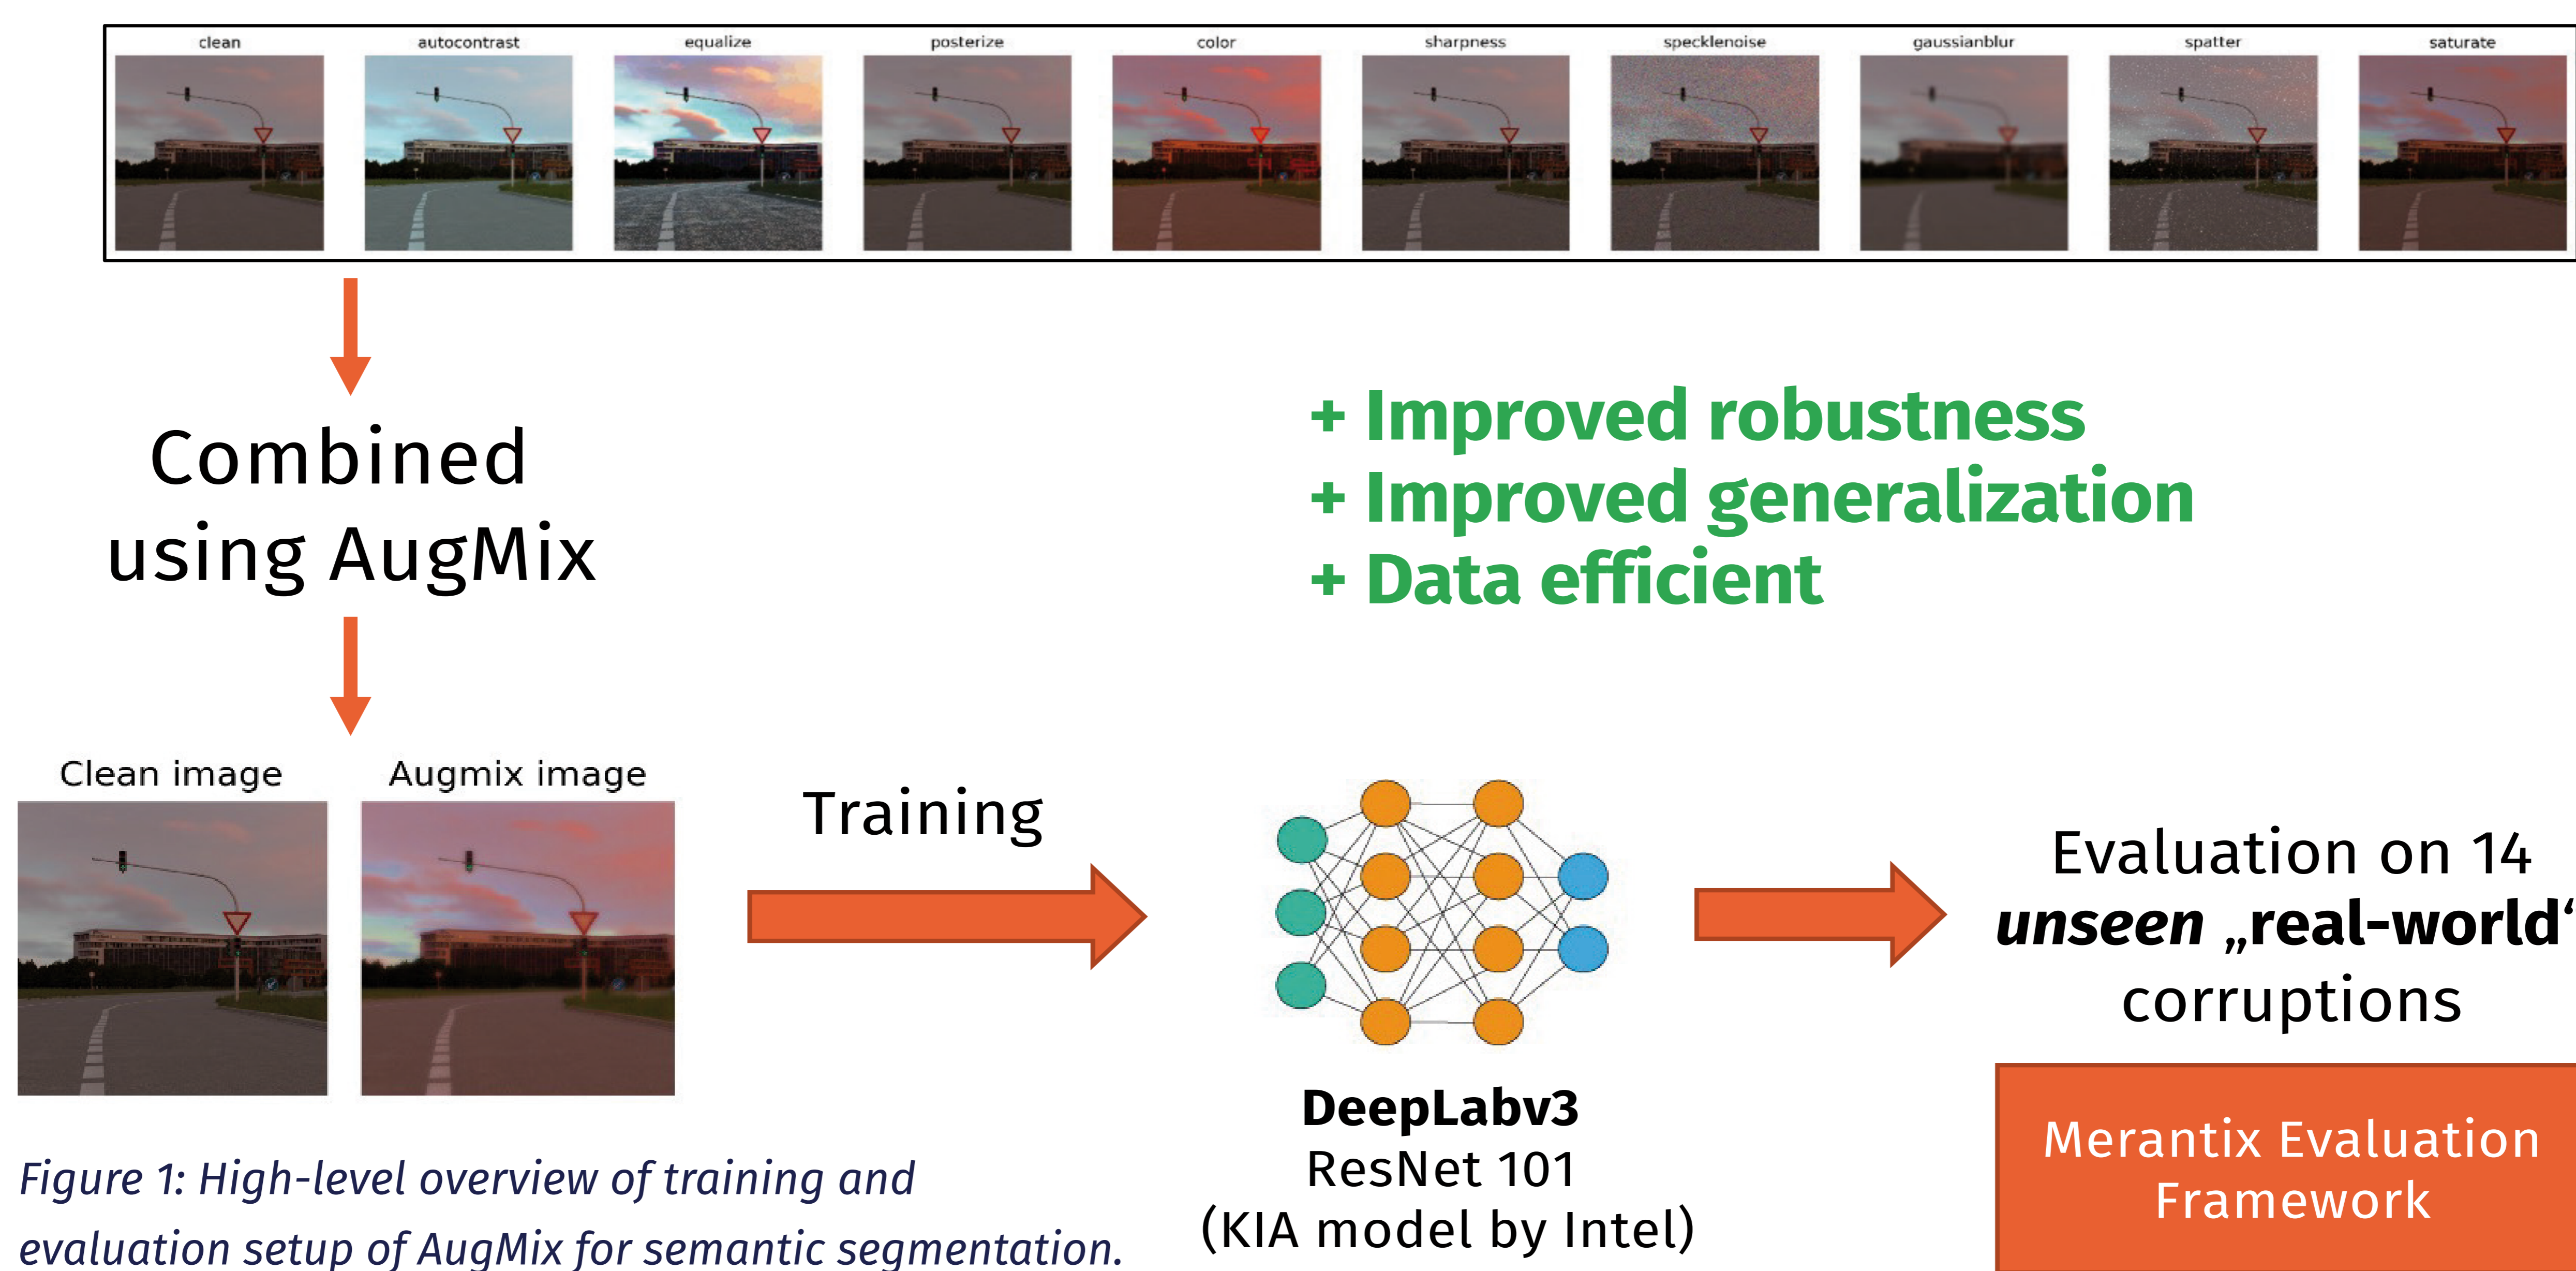 clean autocontrast equalize posterize color sharpness specklenoise gaussianblur spatter saturate
Combined
using AugMix
+ Improved robustness
+ Improved generalization
+ Data efficient
Clean image Augmix image
Training
DeepLabv3
ResNet 101
(KIA model by Intel)
Evaluation on 14
unseen „real-world“
corruptions
Merantix Evaluation
Framework
Figure 1: High-level overview of training and
evaluation setup of AugMix for semantic segmentation.